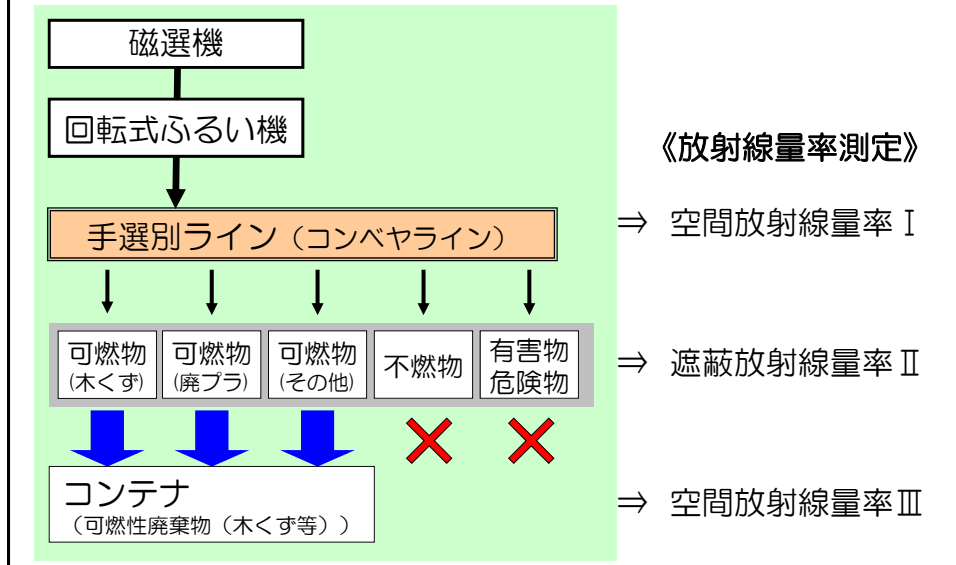 磁選機
回転式ふるい機
《放射線量率測定》
手選別ライン（コンベヤライン）
⇒ 空間放射線量率Ⅰ
可燃物
(木くず)
可燃物
(廃プラ)
可燃物
(その他)
不燃物
有害物
危険物
⇒ 遮蔽放射線量率Ⅱ
コンテナ
（可燃性廃棄物（木くず等））
⇒ 空間放射線量率Ⅲ